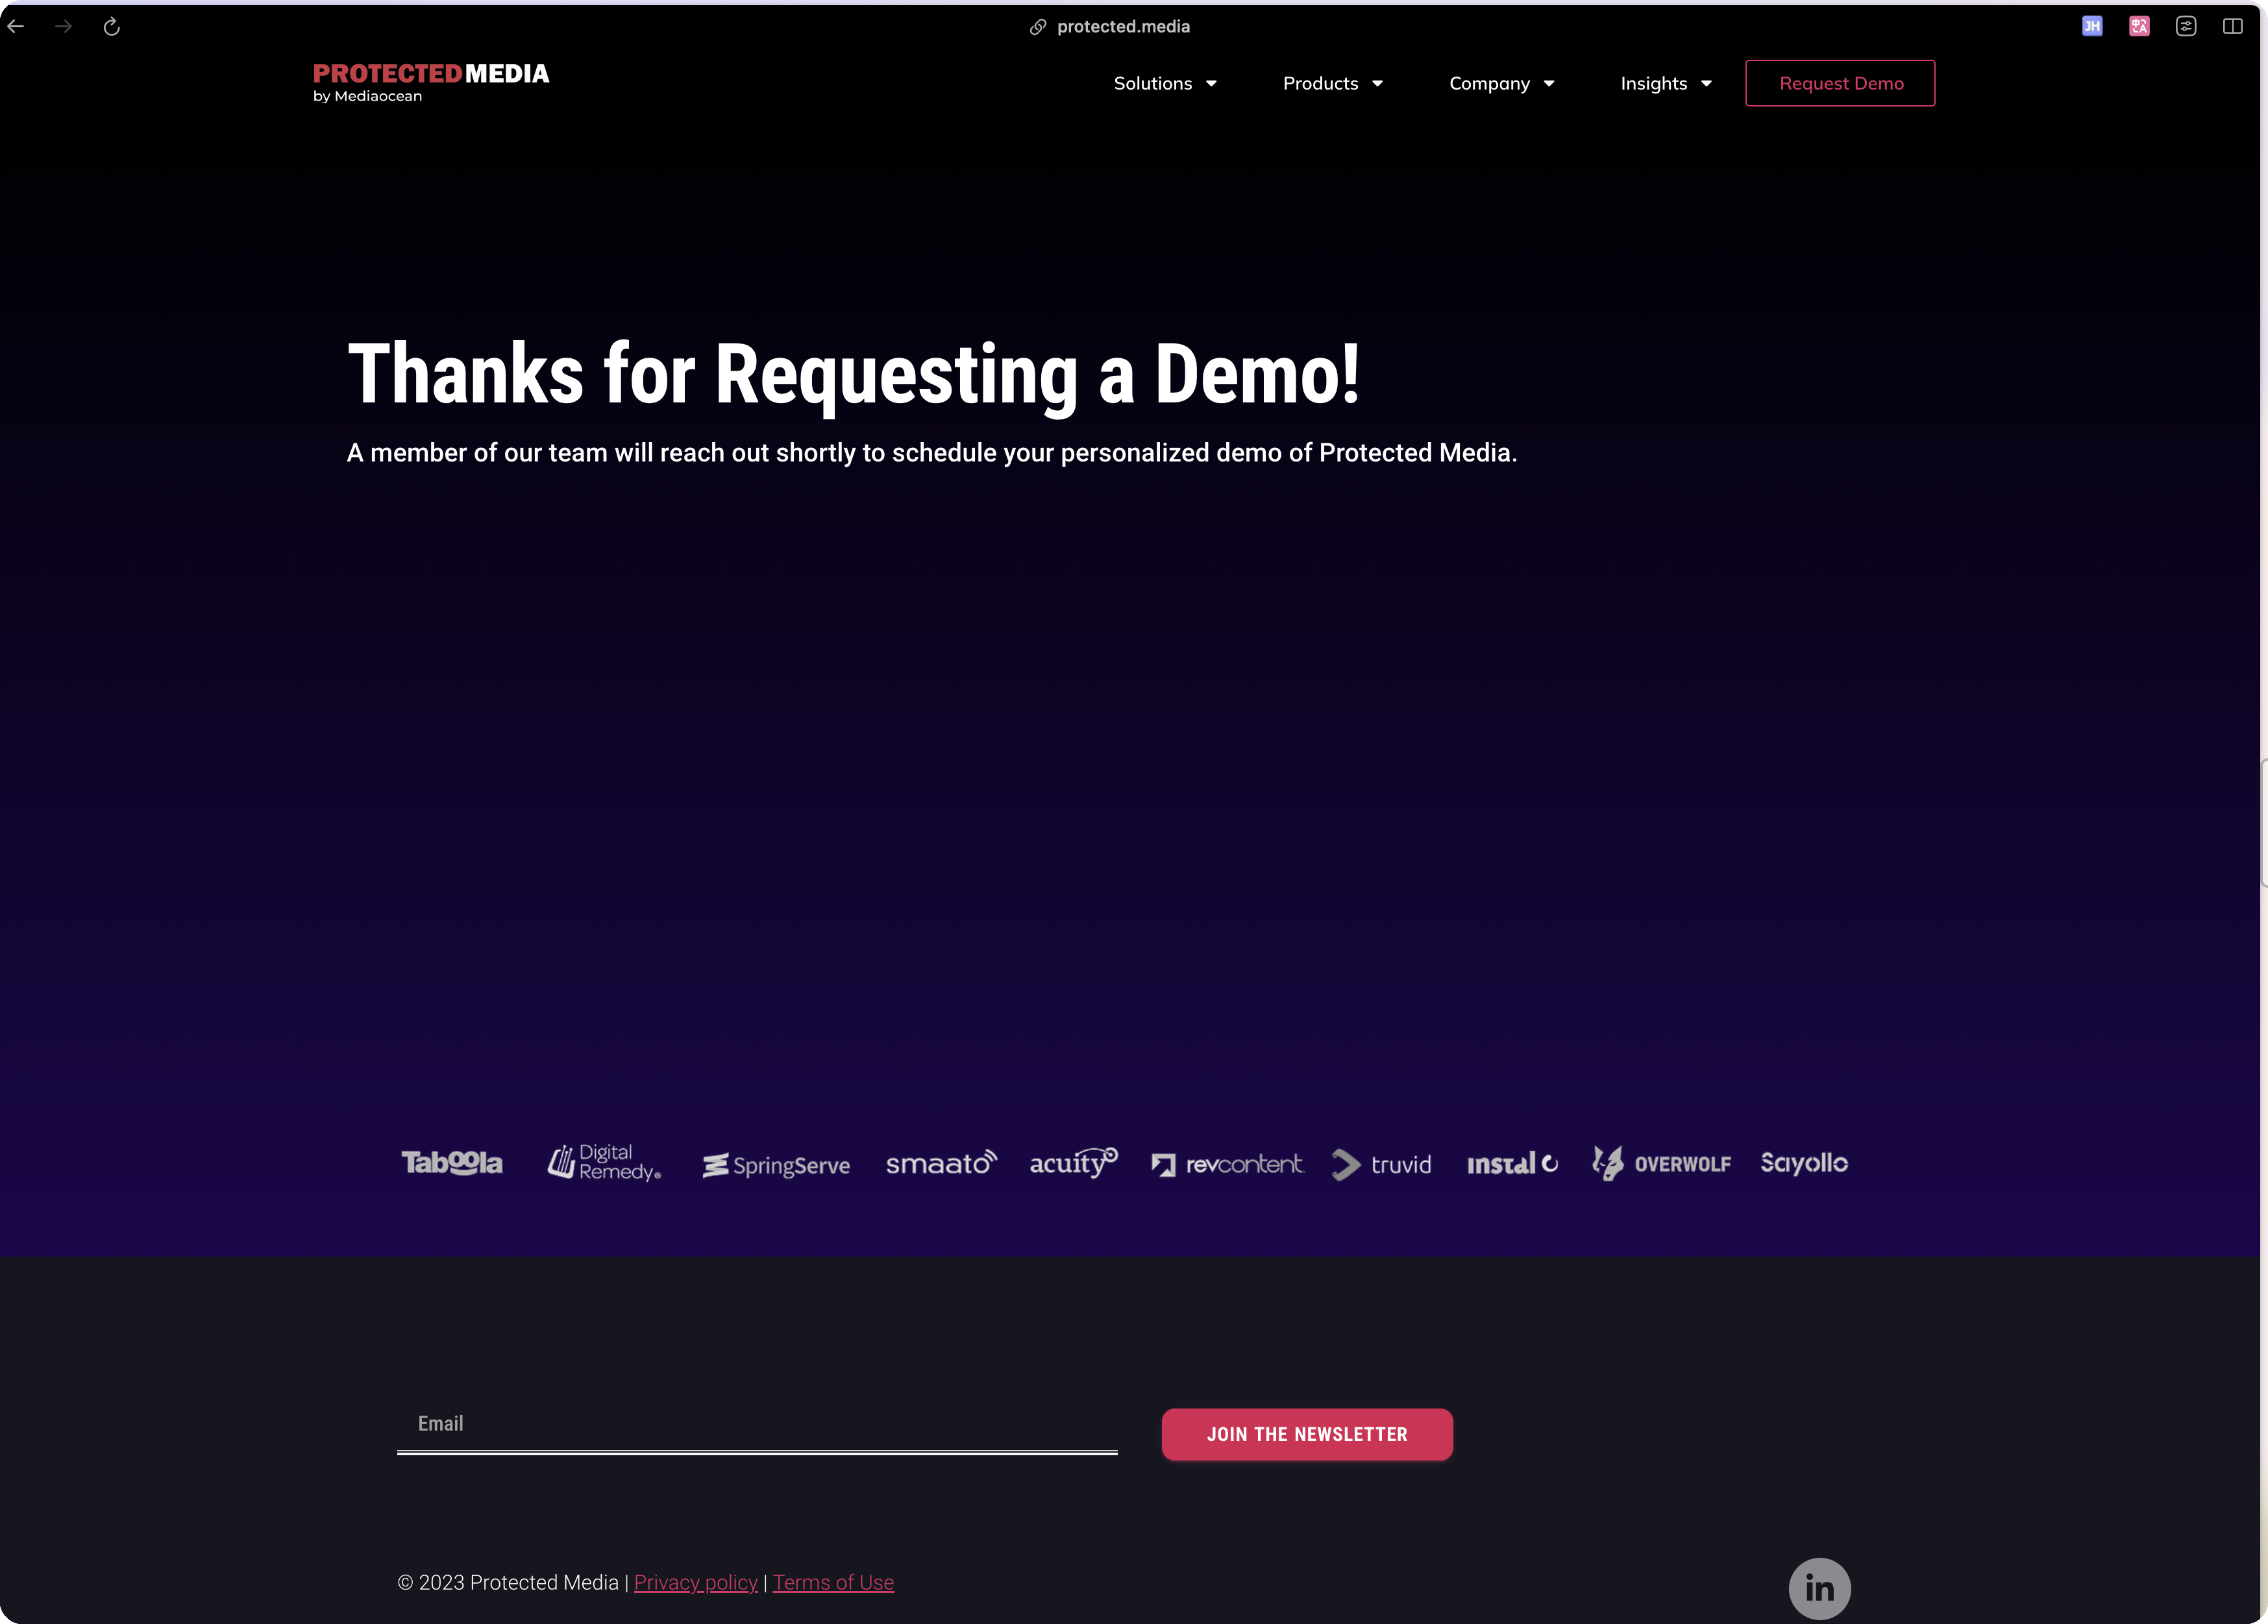 protected.media
JH
PROTECTEDMEDIA
by Mediaocean
Solutions
Products
Company
Insights
Request Demo
Thanks for Requesting a Demo!
A member of our team will reach out shortly to schedule your personalized demo of Protected Media.
Taboola
Digital Remedy®
SpringServe
smaato
acuity
revcontent
truvid
instal
OVERWOLF
Sayollo
Email
JOIN THE NEWSLETTER
© 2023 Protected Media | Privacy policy | Terms of Use
in